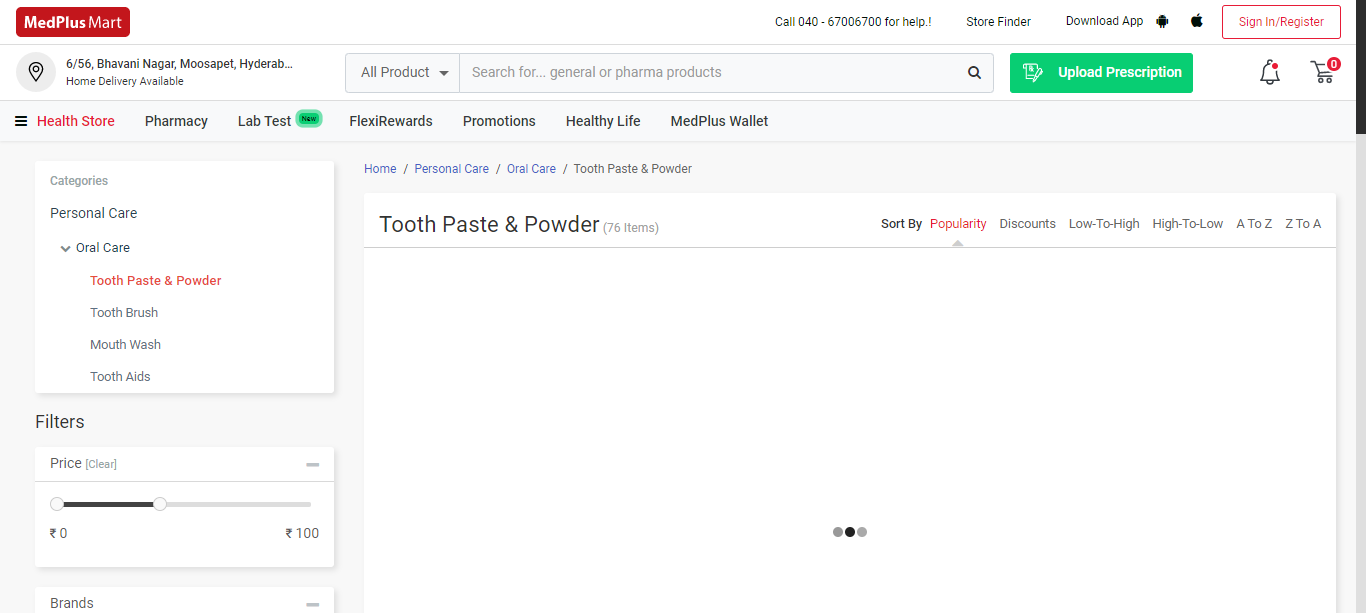 MedPlus Mart
Call 040 - 67006700 for help.! Store Finder Download App Sign In/Register
6/56, Bhavani Nagar, Moosapet, Hyderab...
Home Delivery Available
All Product Search for... general or pharma products Upload Prescription 0
Health Store Pharmacy Lab Test New FlexiRewards Promotions Healthy Life MedPlus Wallet
Home / Personal Care / Oral Care / Tooth Paste & Powder
Categories
Personal Care
Oral Care
Tooth Paste & Powder
Tooth Brush
Mouth Wash
Tooth Aids
Filters
Price [Clear]
₹ 0 ₹ 100
Brands
Tooth Paste & Powder (76 Items) Sort By Popularity Discounts Low-To-High High-To-Low A To Z Z To A